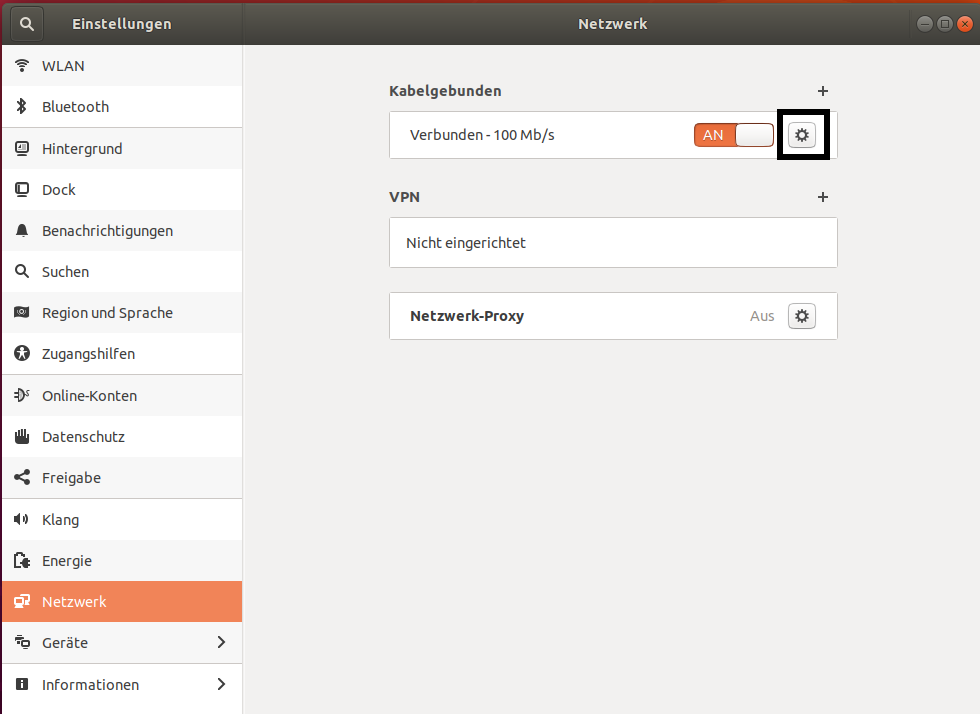 Einstellungen
Netzwerk
WLAN
Bluetooth
Hintergrund
Dock
Benachrichtigungen
Suchen
Region und Sprache
Zugangshilfen
Online-Konten
Datenschutz
Freigabe
Klang
Energie
Netzwerk
Geräte
Informationen
Kabelgebunden
Verbunden - 100 Mb/s AN
VPN
Nicht eingerichtet
Netzwerk-Proxy Aus